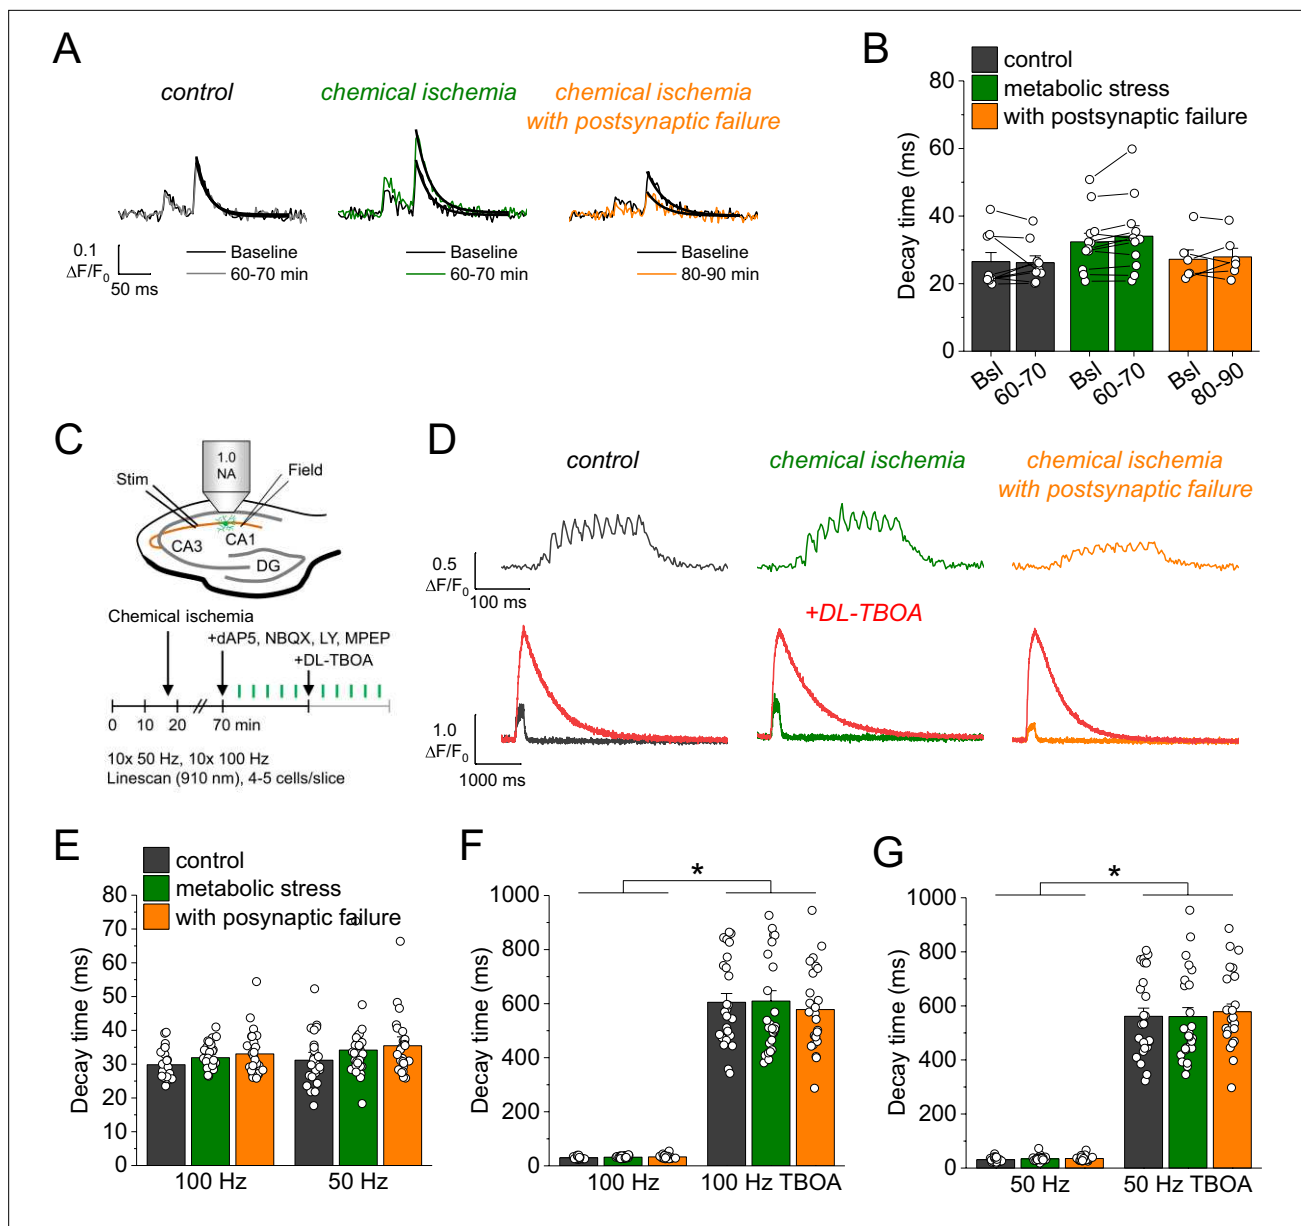 A
control
chemical ischemia
chemical ischemia
with postsynaptic failure
0.1
ΔF/F0
50 ms
Baseline
60-70 min
Baseline
60-70 min
Baseline
80-90 min
B
control
metabolic stress
with postsynaptic failure
Decay time (ms)
80
60
40
20
0
Bsl
60-70
Bsl
60-70
Bsl
80-90
C
1.0
NA
Stim
Field
CA3
CA1
DG
Chemical ischemia
+dAP5, NBQX, LY, MPEP
+DL-TBOA
0
10
20
70 min
10x 50 Hz, 10x 100 Hz
Linescan (910 nm), 4-5 cells/slice
D
control
chemical ischemia
chemical ischemia
with postsynaptic failure
0.5
ΔF/F0
100 ms
+DL-TBOA
1.0
ΔF/F0
1000 ms
E
control
metabolic stress
with posynaptic failure
Decay time (ms)
80
70
60
50
40
30
20
10
0
100 Hz
50 Hz
F
*
Decay time (ms)
1000
800
600
400
200
0
100 Hz
100 Hz TBOA
G
*
Decay time (ms)
1000
800
600
400
200
0
50 Hz
50 Hz TBOA